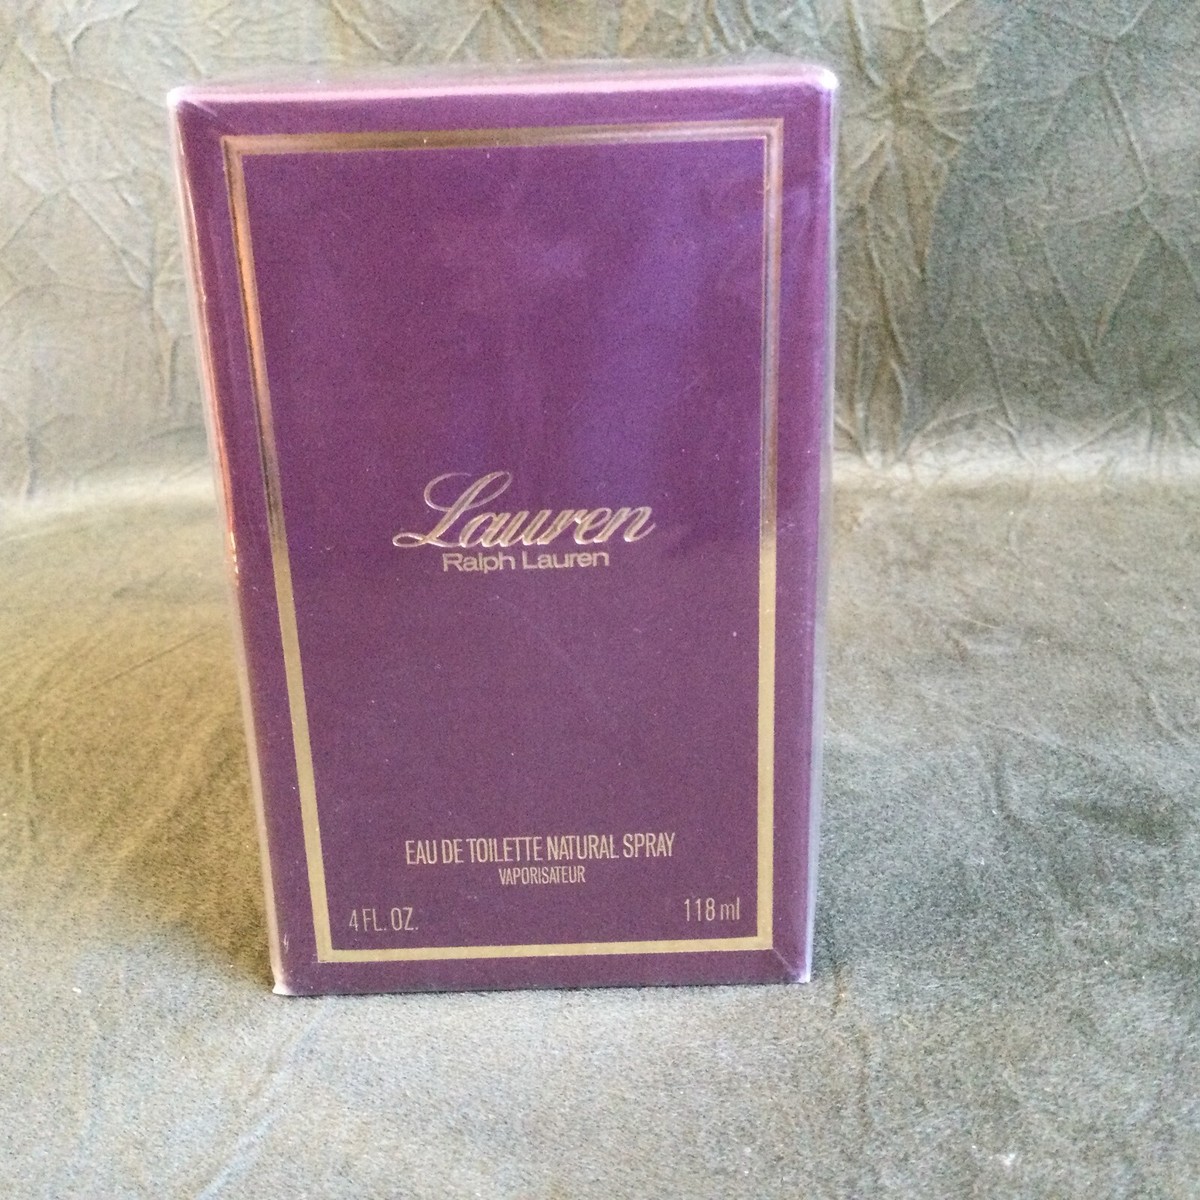 Lauren
Ralph Lauren
EAU DE TOILETTE NATURAL SPRAY
VAPORISATEUR
4 FL. OZ.
118 ml